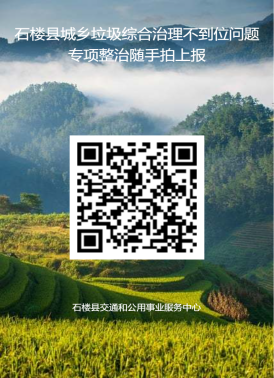 石楼县城乡垃圾综合治理不到位问题
专项整治随手拍上报
石楼县交通和公用事业服务中心